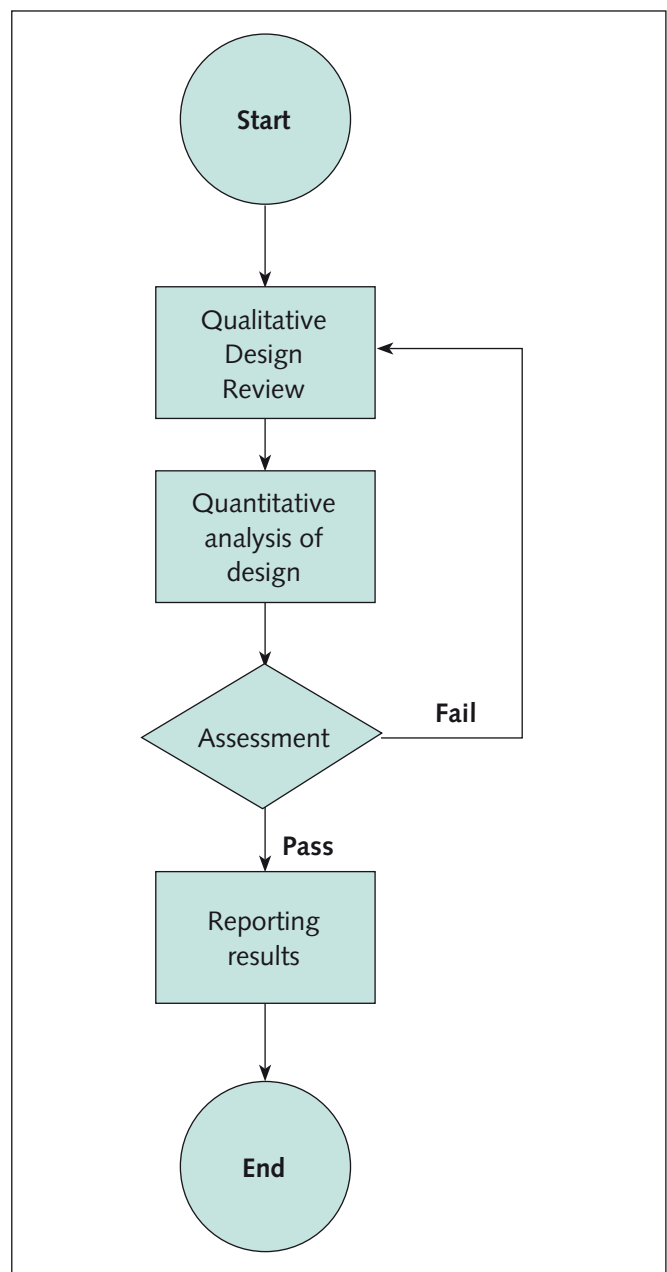 Start
Qualitative
Design
Review
Quantitative
analysis of
design
Assessment
Fail
Pass
Reporting
results
End